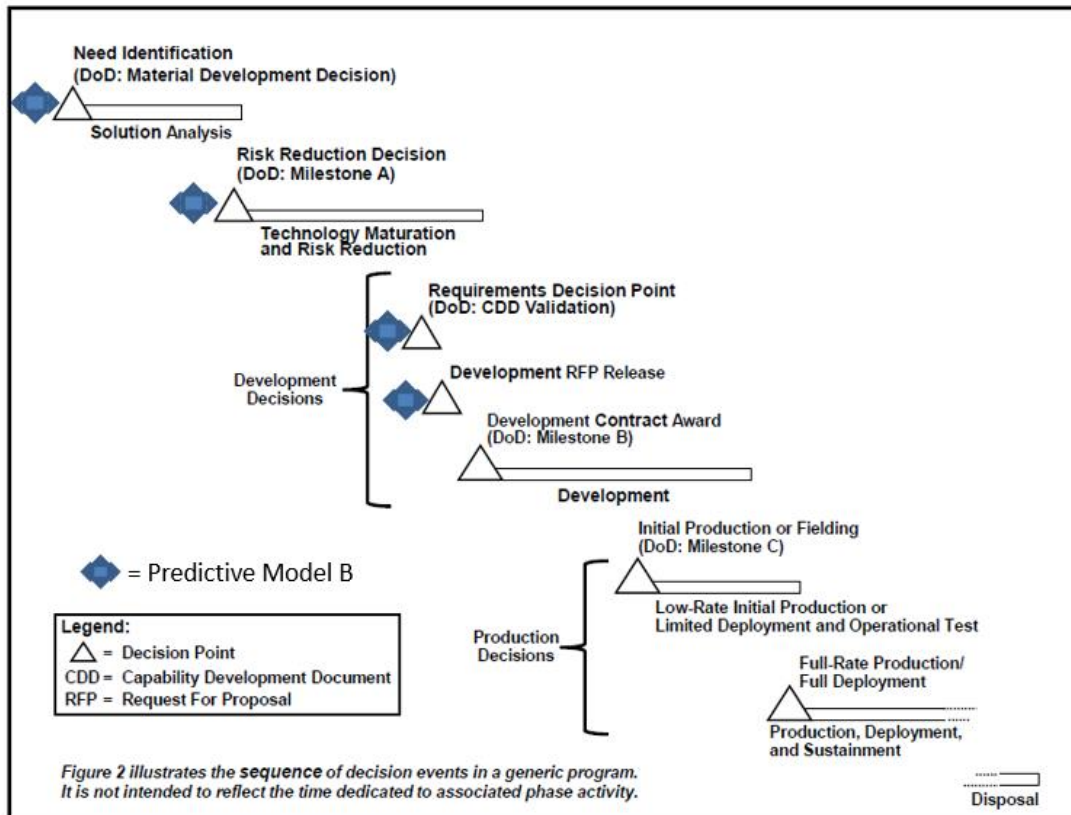 Need Identification
(DoD: Material Development Decision)
Solution Analysis
Risk Reduction Decision
(DoD: Milestone A)
Technology Maturation
and Risk Reduction
Requirements Decision Point
(DoD: CDD Validation)
Development
Decisions
Development RFP Release
Development Contract Award
(DoD: Milestone B)
Development
Initial Production or Fielding
(DoD: Milestone C)
= Predictive Model B
Low-Rate Initial Production or
Limited Deployment and Operational Test
Legend:
= Decision Point
CDD = Capability Development Document
RFP = Request For Proposal
Production
Decisions
Full-Rate Production/
Full Deployment
Production, Deployment,
and Sustainment
Figure 2 illustrates the sequence of decision events in a generic program.
It is not intended to reflect the time dedicated to associated phase activity.
Disposal